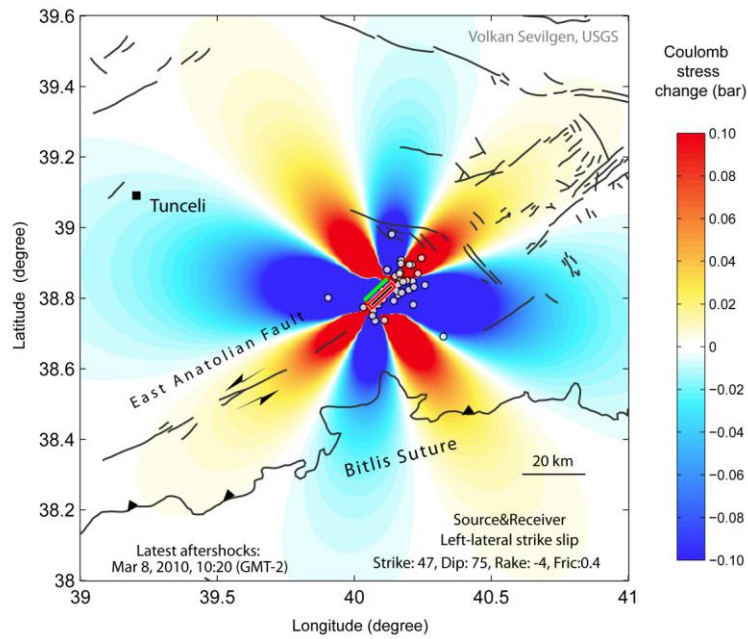 Volkan Sevilgen, USGS
Coulomb
stress
change (bar)
0.10
0.08
0.06
0.04
0.02
0
-0.02
-0.04
-0.06
-0.08
-0.10
39.6
39.4
39.2
39
38.8
38.6
38.4
38.2
38
Latitude (degree)
Tunceli
East Anatolian Fault
Bitlis Suture
20 km
Source&Receiver
Left-lateral strike slip
Strike: 47, Dip: 75, Rake: -4, Fric:0.4
Latest aftershocks:
Mar 8, 2010, 10:20 (GMT-2)
39
39.5
40
40.5
41
Longitude (degree)